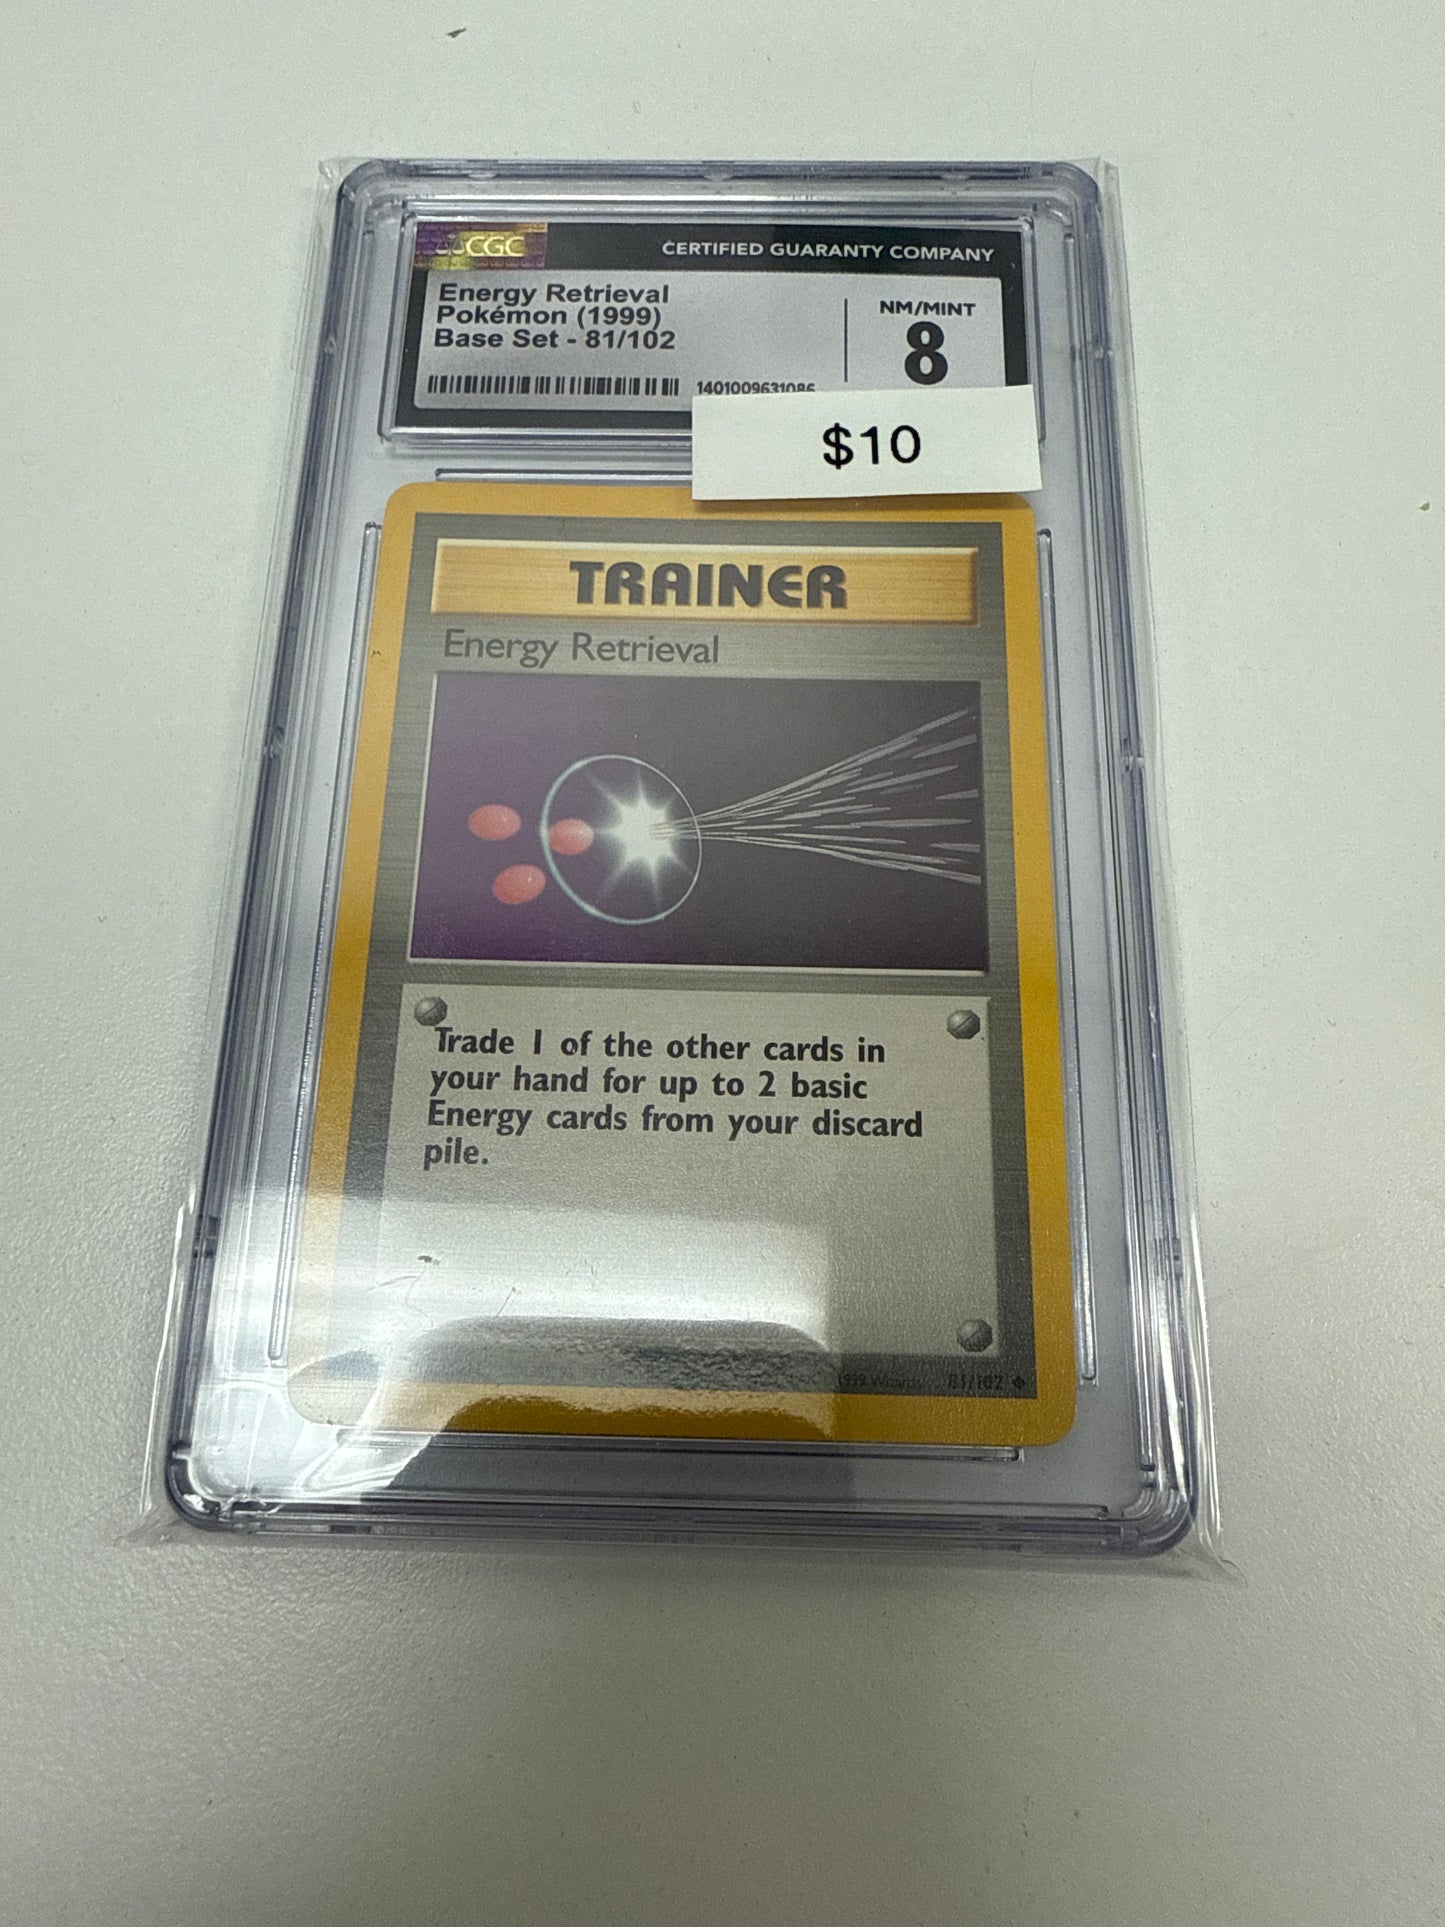 CGC
CERTIFIED GUARANTY COMPANY
Energy Retrieval
Pokémon (1999)
Base Set - 81/102
NM/MINT
8
1401009631086
$10
TRAINER
Energy Retrieval
Trade 1 of the other cards in
your hand for up to 2 basic
Energy cards from your discard
pile.
1999 Wizards 81/102